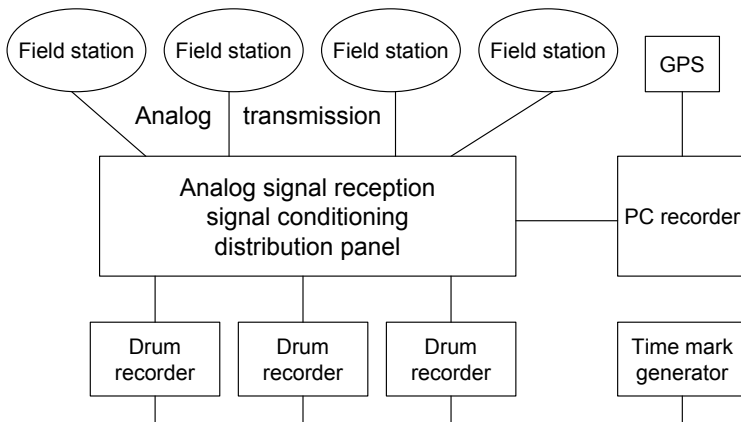 Field station
Field station
Field station
Field station
GPS
Analog transmission
Analog signal reception
signal conditioning
distribution panel
PC recorder
Drum
recorder
Drum
recorder
Drum
recorder
Time mark
generator